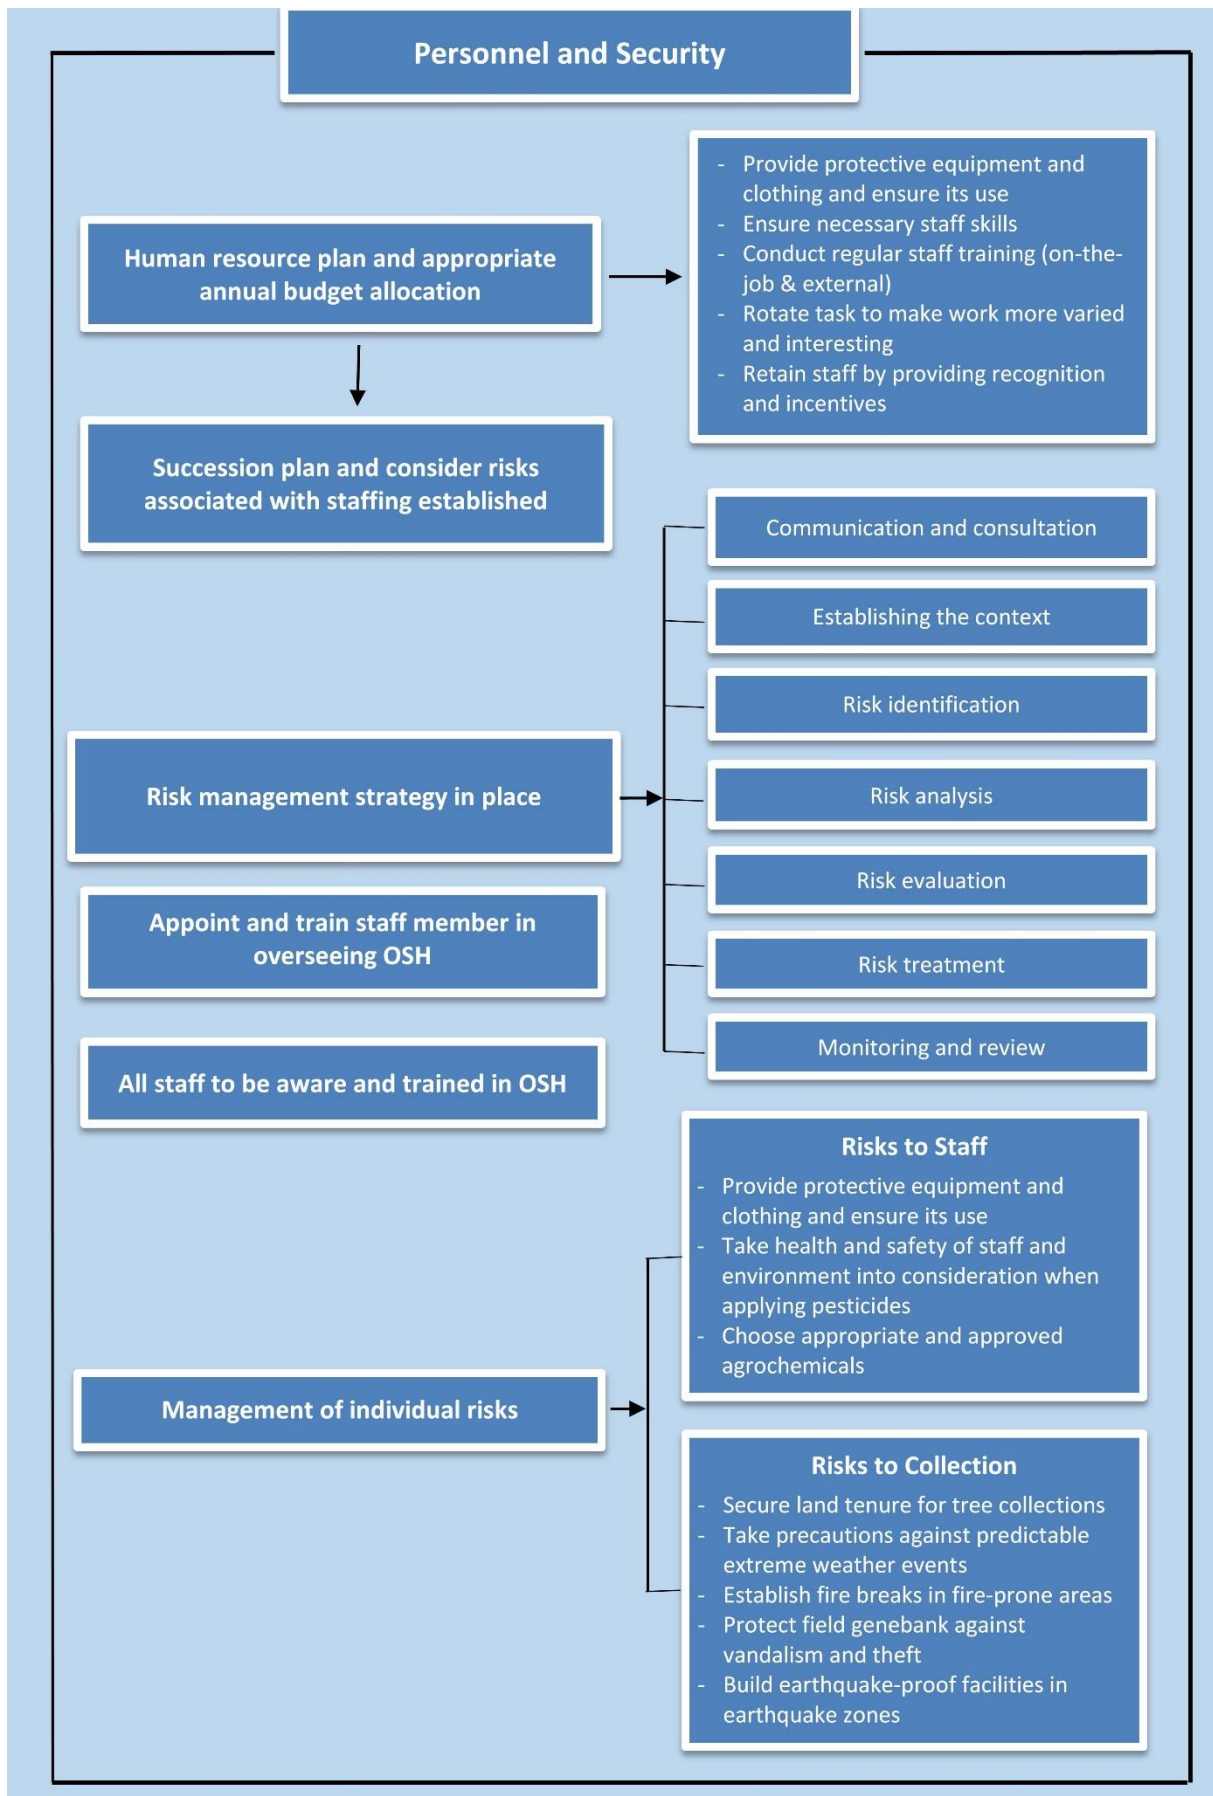 Personnel and Security
Human resource plan and appropriate
annual budget allocation
- Provide protective equipment and
clothing and ensure its use
- Ensure necessary staff skills
- Conduct regular staff training (on-the-
job & external)
- Rotate task to make work more varied
and interesting
- Retain staff by providing recognition
and incentives
Succession plan and consider risks
associated with staffing established
Risk management strategy in place
Communication and consultation
Establishing the context
Risk identification
Risk analysis
Risk evaluation
Risk treatment
Monitoring and review
Appoint and train staff member in
overseeing OSH
All staff to be aware and trained in OSH
Management of individual risks
Risks to Staff
- Provide protective equipment and
clothing and ensure its use
- Take health and safety of staff and
environment into consideration when
applying pesticides
- Choose appropriate and approved
agrochemicals
Risks to Collection
- Secure land tenure for tree collections
- Take precautions against predictable
extreme weather events
- Establish fire breaks in fire-prone areas
- Protect field genebank against
vandalism and theft
- Build earthquake-proof facilities in
earthquake zones